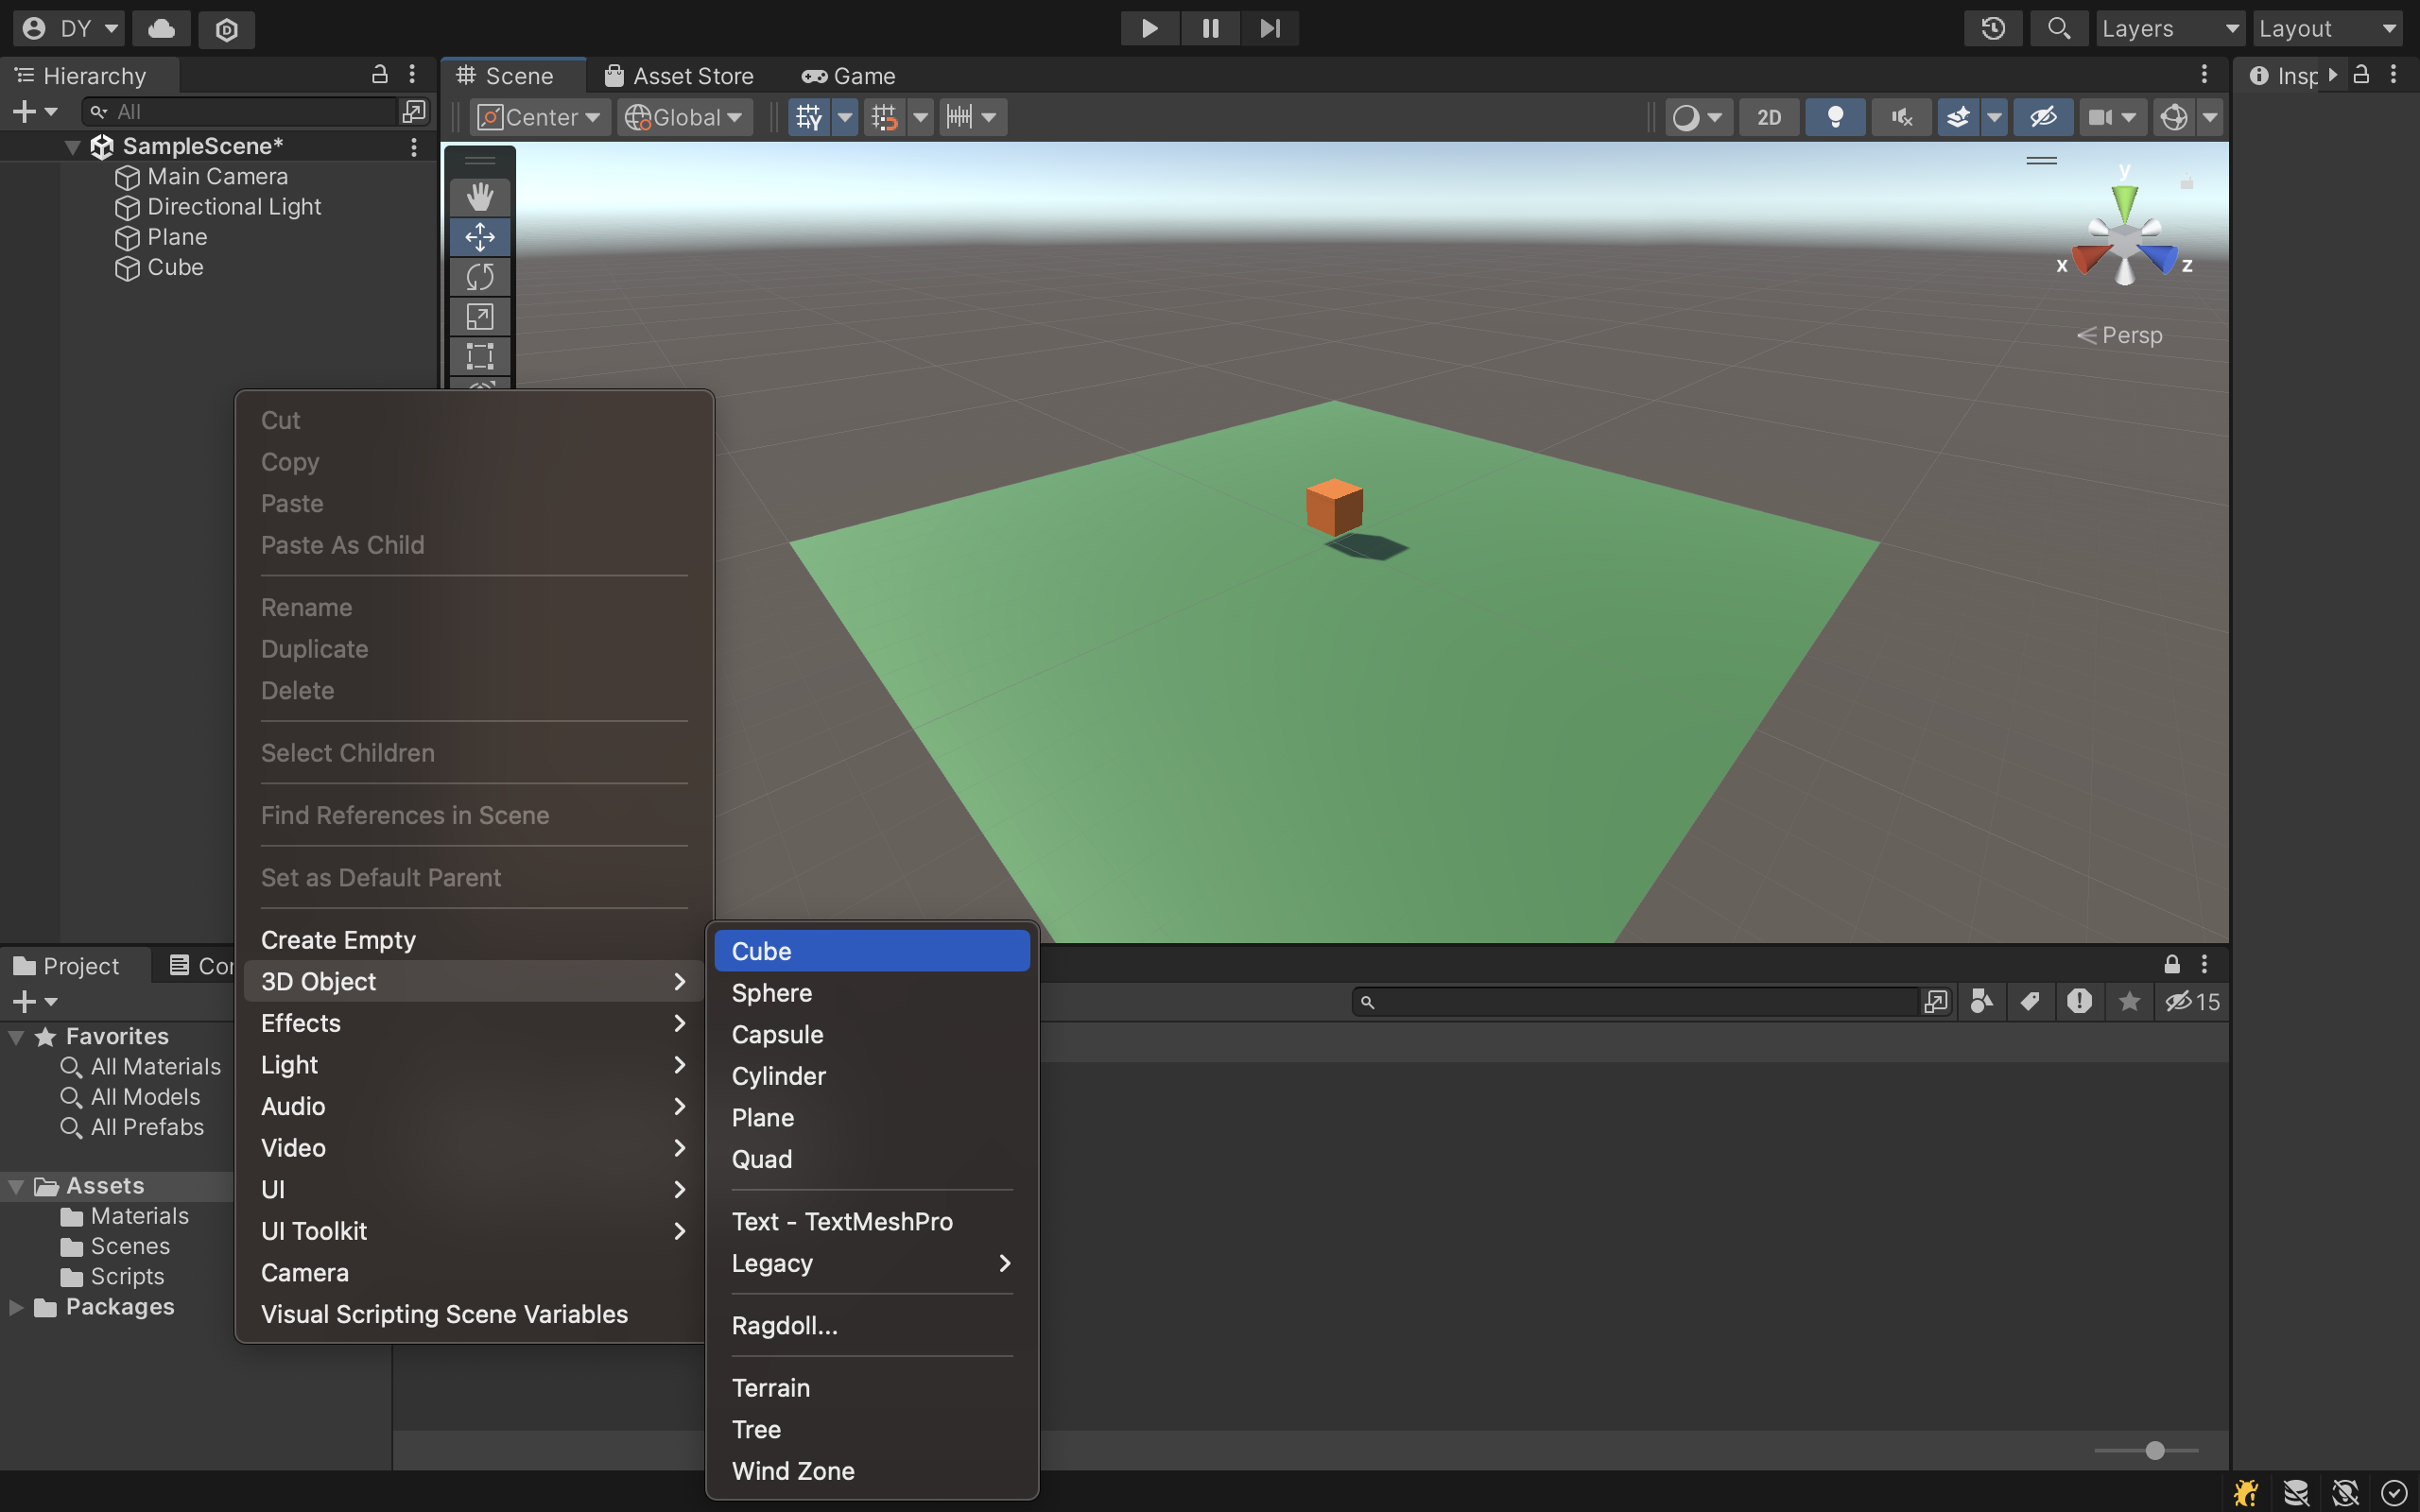 DY
Layers
Layout
Hierarchy
Scene
Asset Store
Game
Insp
All
Center
Global
2D
SampleScene*
Main Camera
Directional Light
Plane
Cube
y
x
z
Persp
Cut
Copy
Paste
Paste As Child
Rename
Duplicate
Delete
Select Children
Find References in Scene
Set as Default Parent
Create Empty
3D Object
Effects
Light
Audio
Video
UI
UI Toolkit
Camera
Visual Scripting Scene Variables
Cube
Sphere
Capsule
Cylinder
Plane
Quad
Text - TextMeshPro
Legacy
Ragdoll...
Terrain
Tree
Wind Zone
Project
Con
15
Favorites
All Materials
All Models
All Prefabs
Assets
Materials
Scenes
Scripts
Packages